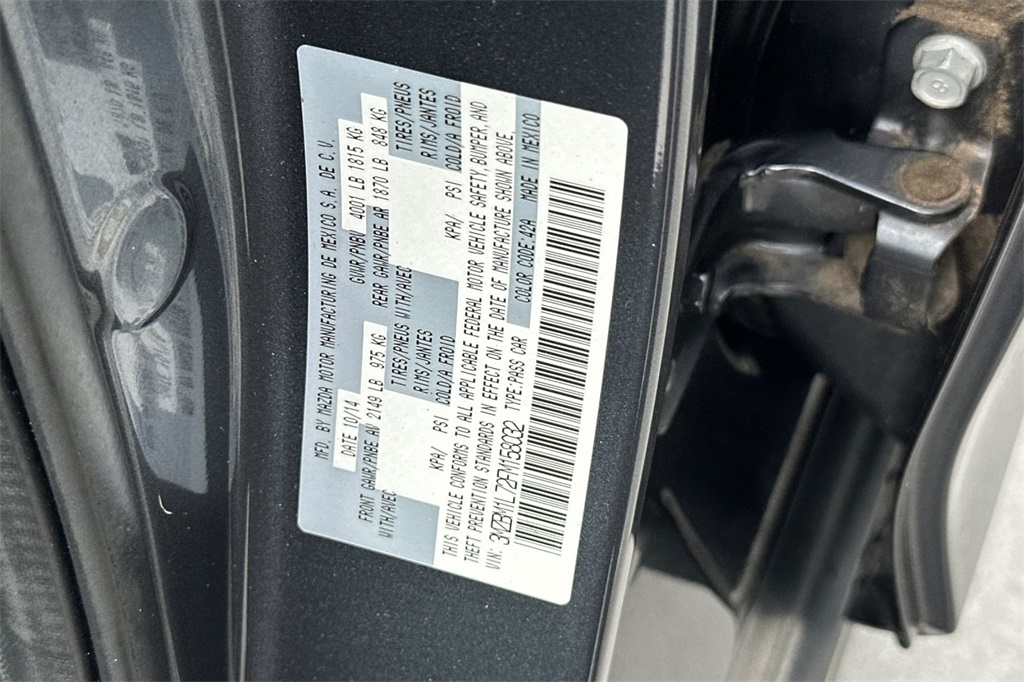 MFD. BY MAZDA MOTOR MANUFACTURING DE MEXICO S.A. DE C.V.
DATE 10/14 GVWR/PNBV 4001 LB 1815 KG
FRONT GAWR/PNBE AV 2149 LB 975 KG REAR GAWR/PNBE AR 1870 LB 848 KG
WITH/AVEC TIRES/PNEUS WITH/AVEC TIRES/PNEUS
RIMS/JANTES RIMS/JANTES
KPA/ PSI COLD/A FROID KPA/ PSI COLD/A FROID
THIS VEHICLE CONFORMS TO ALL APPLICABLE FEDERAL MOTOR VEHICLE SAFETY, BUMPER, AND
THEFT PREVENTION STANDARDS IN EFFECT ON THE DATE OF MANUFACTURE SHOWN ABOVE.
VIN: 3MZBM1L72FM158032 TYPE:PASS CAR COLOR CODE:42A MADE IN MEXICO